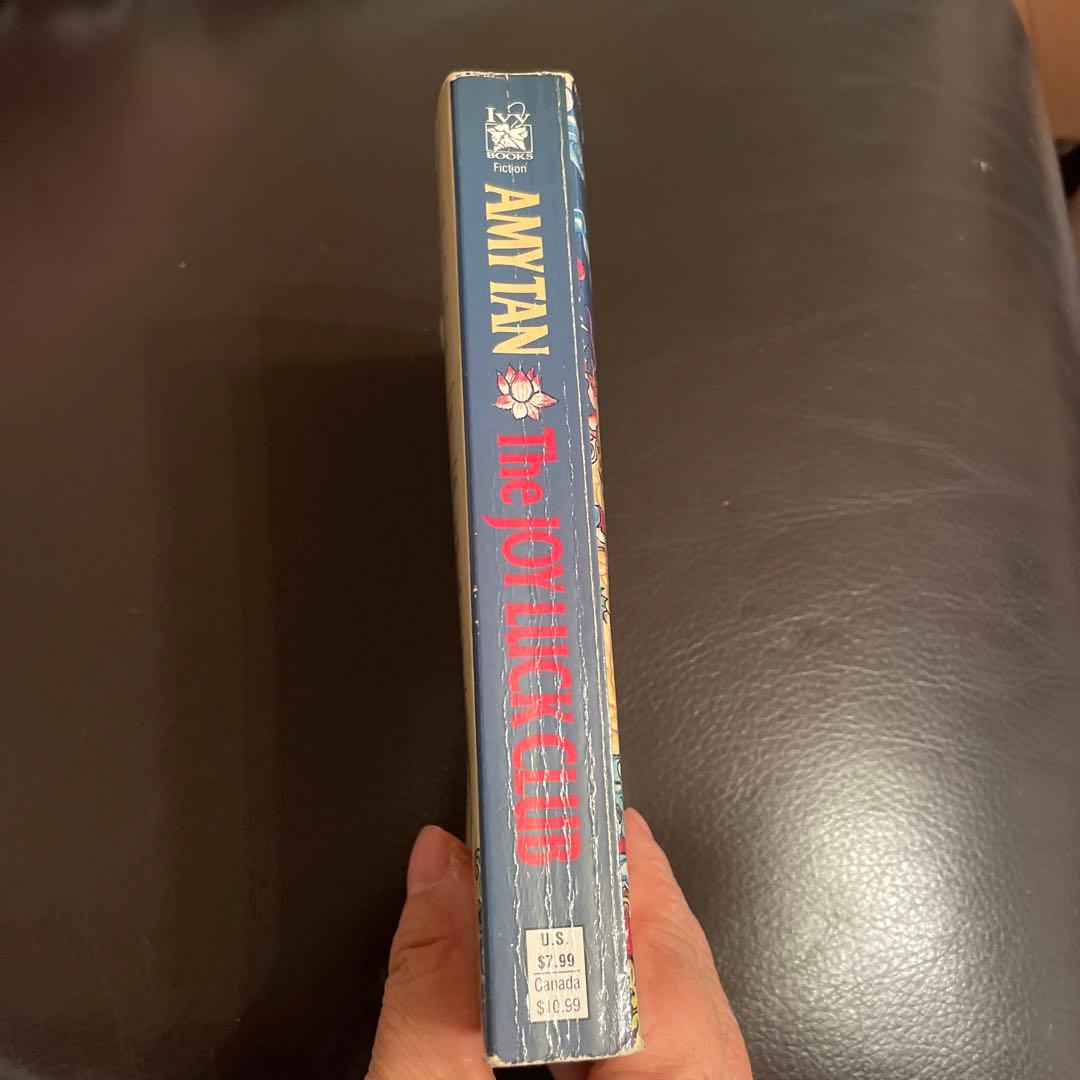 Ivy
BOOKS
Fiction
AMY TAN
The JOY LUCK CLUB
U.S.
$7.99
Canada
$10.99